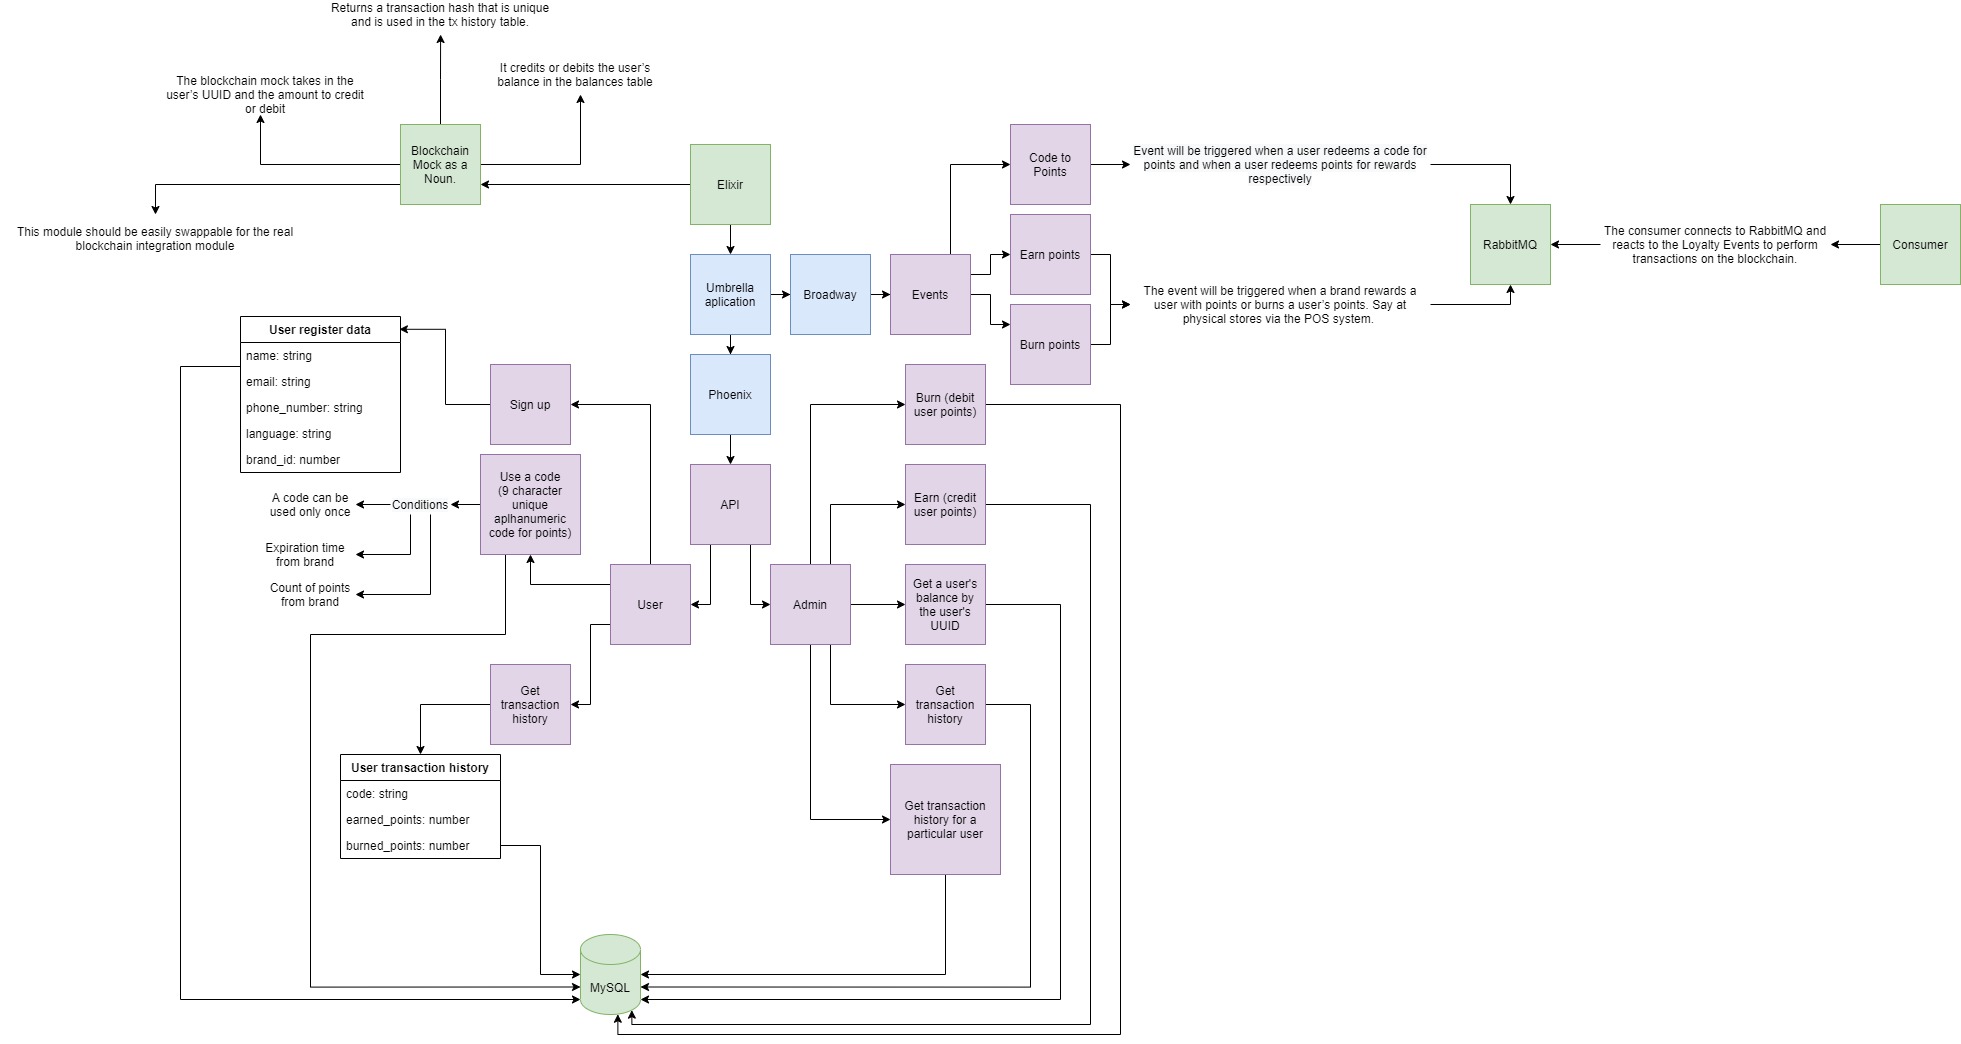 Returns a transaction hash that is unique
and is used in the tx history table.
The blockchain mock takes in the
user's UUID and the amount to credit
or debit
It credits or debits the user's
balance in the balances table
Blockchain
Mock as a
Noun.
Elixir
This module should be easily swappable for the real
blockchain integration module
Code to
Points
Event will be triggered when a user redeems a code for
points and when a user redeems points for rewards
respectively
Earn points
RabbitMQ
The consumer connects to RabbitMQ and
reacts to the Loyalty Events to perform
transactions on the blockchain.
Consumer
Umbrella
aplication
Broadway
Events
The event will be triggered when a brand rewards a
user with points or burns a user's points. Say at
physical stores via the POS system.
Burn points
User register data
name: string
email: string
phone_number: string
language: string
brand_id: number
Sign up
Phoenix
Burn (debit
user points)
A code can be
used only once
Conditions
Expiration time
from brand
Count of points
from brand
Use a code
(9 character
unique
aplhanumeric
code for points)
API
Earn (credit
user points)
User
Admin
Get a user's
balance by
the user's
UUID
Get
transaction
history
Get
transaction
history
User transaction history
code: string
earned_points: number
burned_points: number
Get transaction
history for a
particular user
MySQL